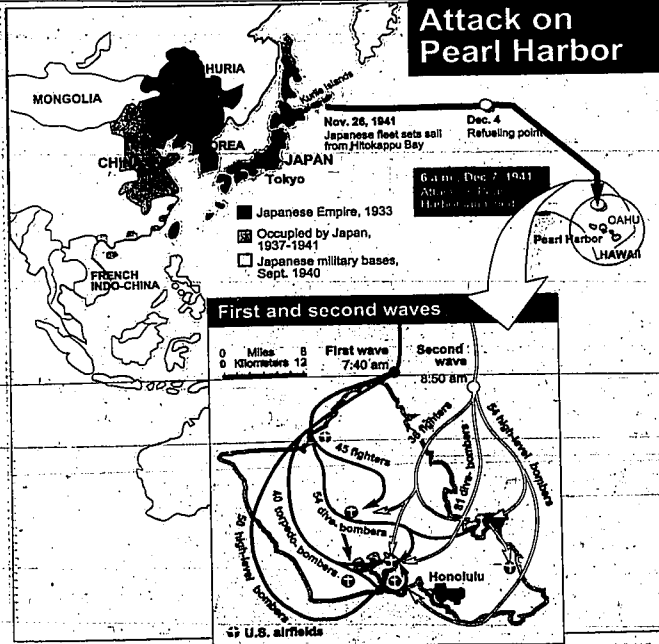 Attack on
Pearl Harbor
HURIA
MONGOLIA
Kurile Islands
CHIN
OREA
JAPAN
Tokyo
Nov. 26, 1941
Japanese fleet sets sail
from Hitokappu Bay
Dec. 4
Refueling point
6 a.m., Dec. 7, 1941
Harbor
OAHU
Pearl Harbor
HAWAII
Japanese Empire, 1933
Occupied by Japan,
1937-1941
Japanese military bases,
Sept. 1940
FRENCH
INDO-CHINA
First and second waves
0 Miles 8
0 Kilometers 12
First wave
7:40 am
Second
wave
8:50 am
36 fighters
54 high-level bombers
81 dive-bombers
45 fighters
54 dive-bombers
40 torpedo-bombers
50 high-level bombers
Honolulu
U.S. airfields